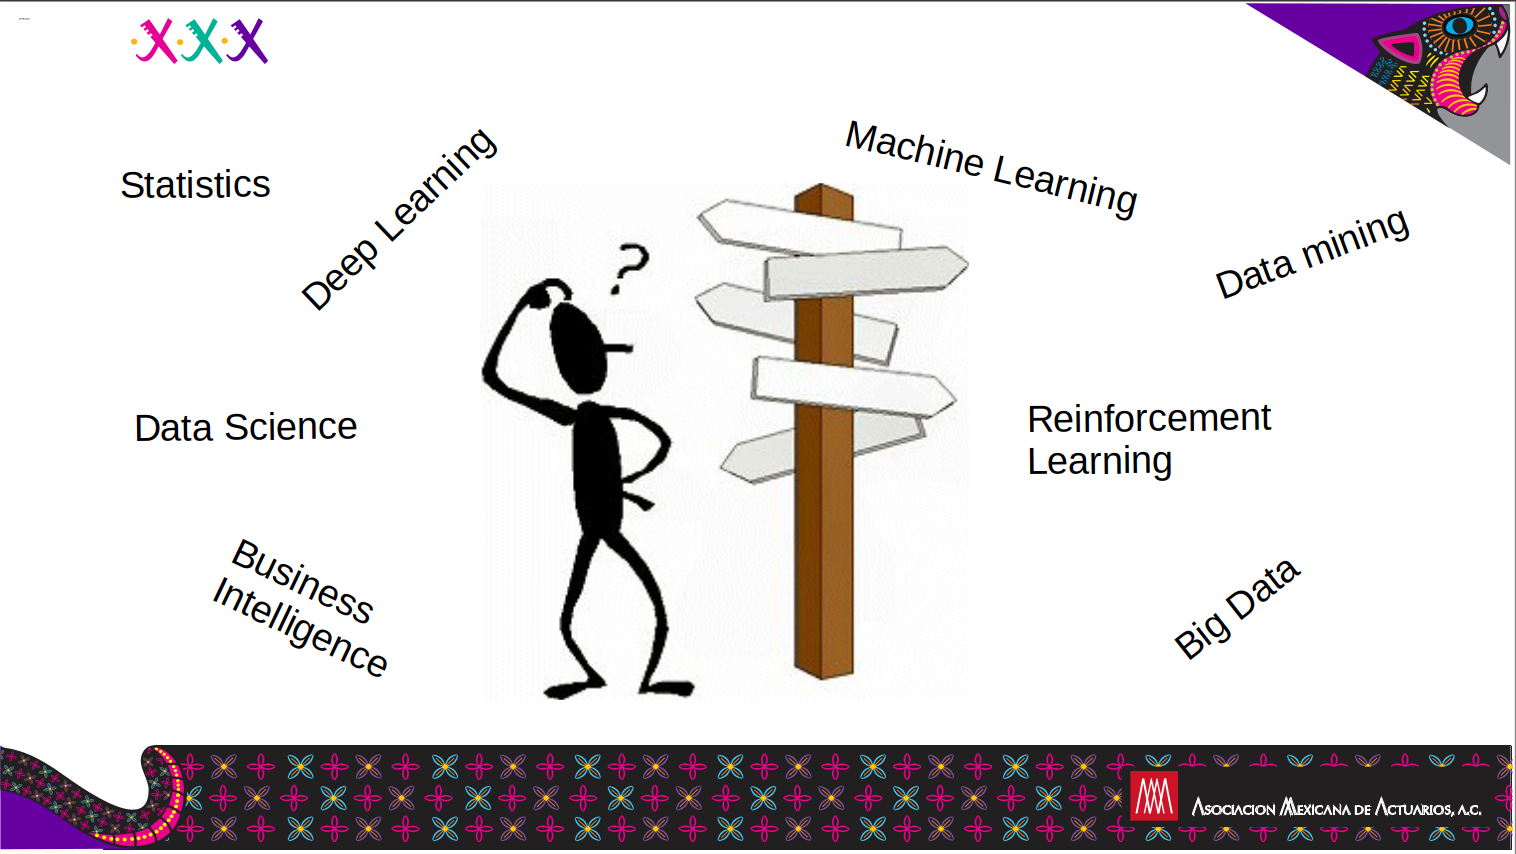 XXX
Statistics
Deep Learning
Machine Learning
Data mining
?
Data Science
Reinforcement
Learning
Business
Intelligence
Big Data
ASOCIACION MEXICANA DE ACTUARIOS, A.C.